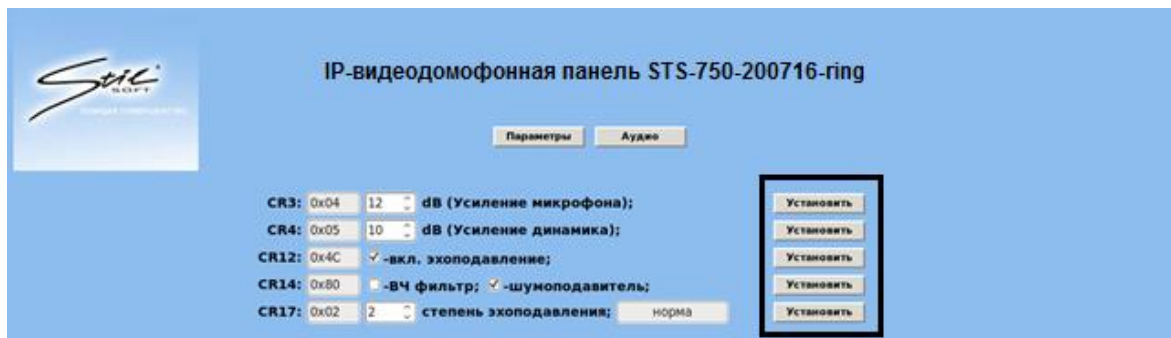 Stil
SOFT
IP-видеодомофонная панель STS-750-200716-ring
Параметры Аудио
CR3: 0x04 12 dB (Усиление микрофона); Установить
CR4: 0x05 10 dB (Усиление динамика); Установить
CR12: 0x4C -вкл. эхоподавление; Установить
CR14: 0x80 -ВЧ фильтр; -шумоподавитель; Установить
CR17: 0x02 2 степень эхоподавления; норма Установить